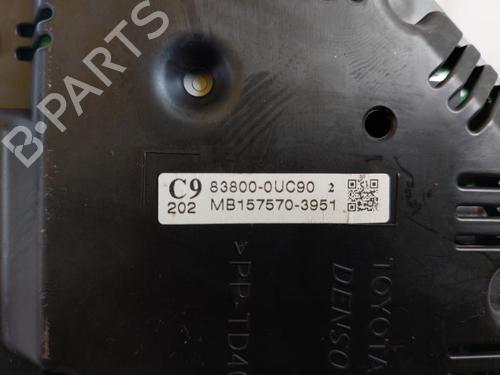 B-PARTS
C9 83800-0UC90 2
202 MB157570-3951
TOYOTA
DENSO
>PP-TD40